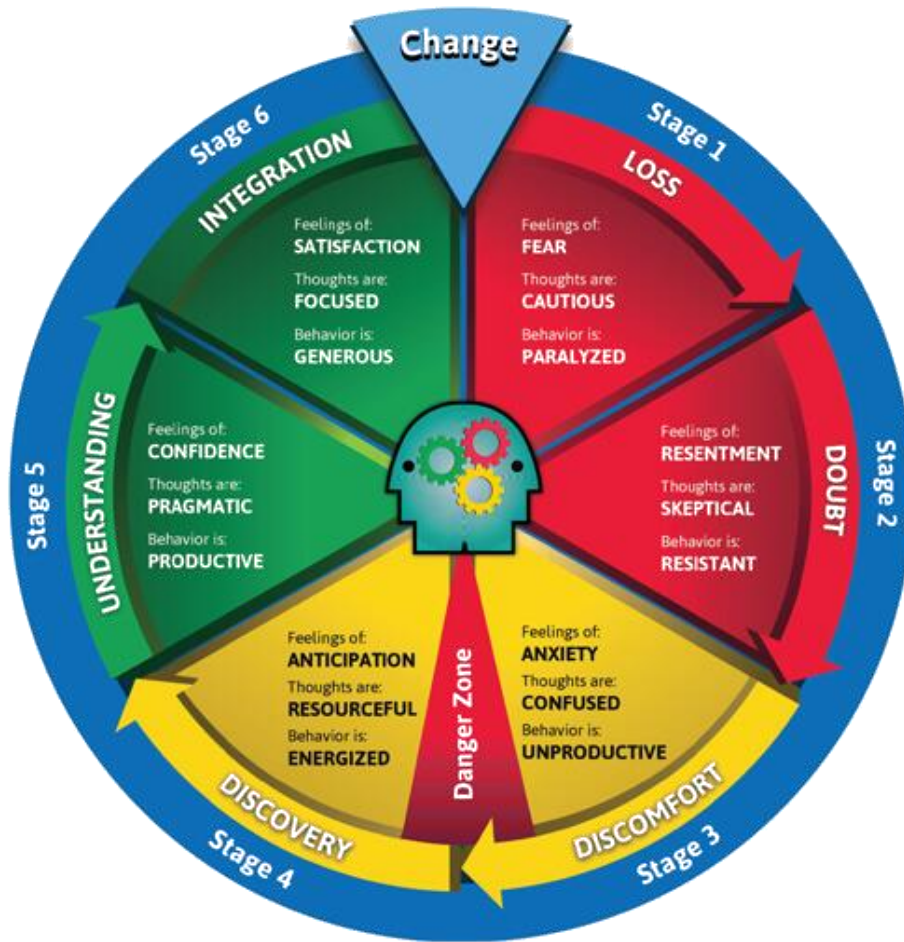 Change
Stage 1
LOSS
Feelings of:
FEAR
Thoughts are:
CAUTIOUS
Behavior is:
PARALYZED
Stage 2
DOUBT
Feelings of:
RESENTMENT
Thoughts are:
SKEPTICAL
Behavior is:
RESISTANT
Stage 3
DISCOMFORT
Feelings of:
ANXIETY
Thoughts are:
CONFUSED
Behavior is:
UNPRODUCTIVE
Danger Zone
Stage 4
DISCOVERY
Feelings of:
ANTICIPATION
Thoughts are:
RESOURCEFUL
Behavior is:
ENERGIZED
Stage 5
UNDERSTANDING
Feelings of:
CONFIDENCE
Thoughts are:
PRAGMATIC
Behavior is:
PRODUCTIVE
Stage 6
INTEGRATION
Feelings of:
SATISFACTION
Thoughts are:
FOCUSED
Behavior is:
GENEROUS